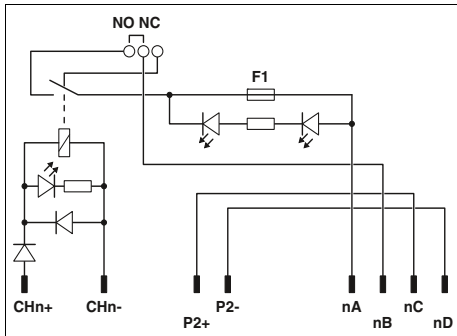 NO NC
F1
CHn+ CHn- P2- nA nC
P2+ nB nD